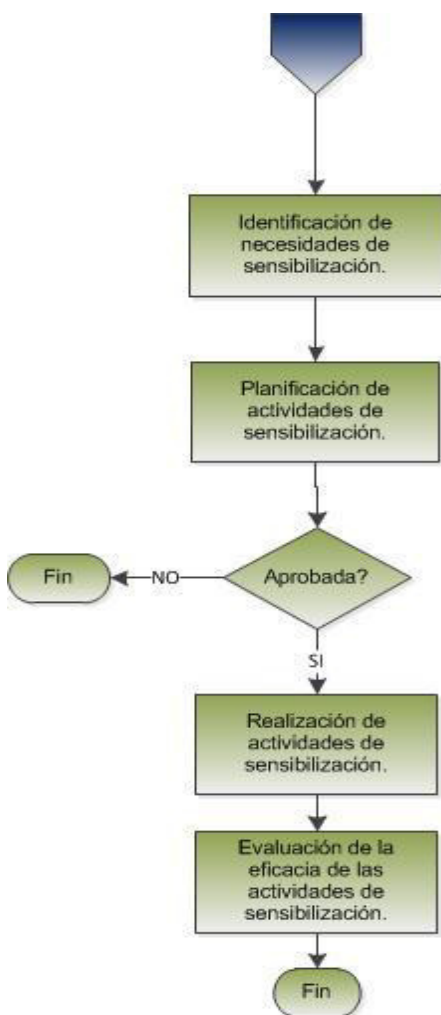 Identificación de
necesidades de
sensibilización.
Planificación de
actividades de
sensibilización.
Aprobada?
NO
Fin
SI
Realización de
actividades de
sensibilización.
Evaluación de la
eficacia de las
actividades de
sensibilización.
Fin